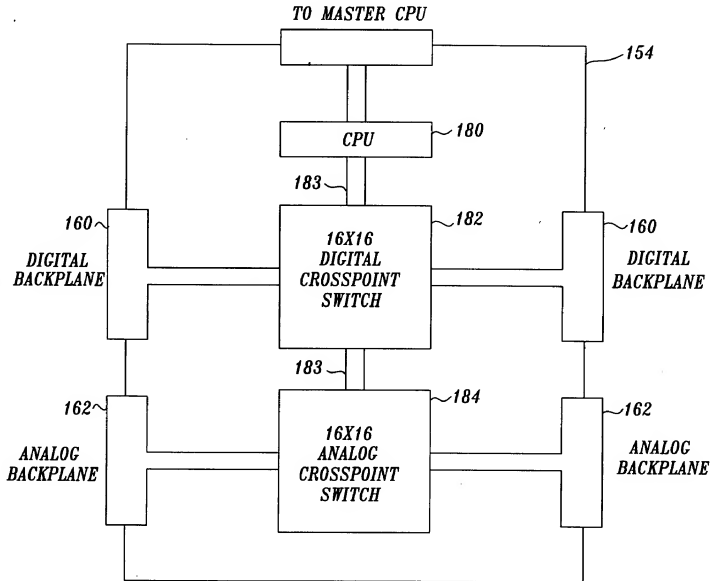 TO MASTER CPU
154
CPU
180
183
160
182
160
DIGITAL
BACKPLANE
16X16
DIGITAL
CROSSPOINT
SWITCH
DIGITAL
BACKPLANE
183
162
184
162
ANALOG
BACKPLANE
16X16
ANALOG
CROSSPOINT
SWITCH
ANALOG
BACKPLANE